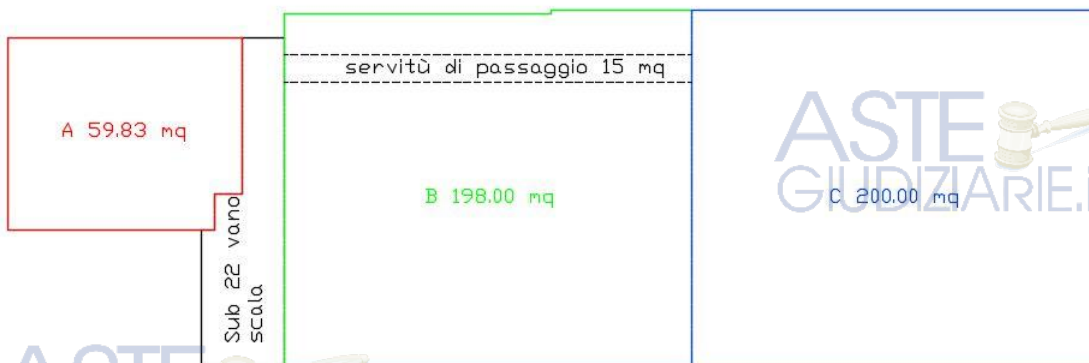 servitù di passaggio 15 mq
A 59.83 mq
B 198.00 mq
C 200.00 mq
Sub 22 vano
scala
ASTE
GIUDIZIARIE.i
ASTE